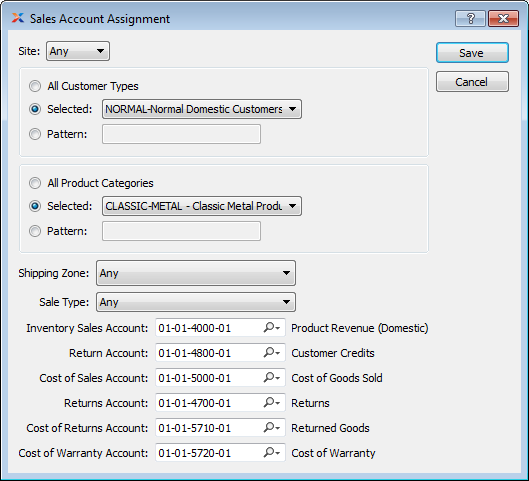 Sales Account Assignment
Site: Any
Save
All Customer Types
Cancel
Selected: NORMAL-Normal Domestic Customers
Pattern:
All Product Categories
Selected: CLASSIC-METAL - Classic Metal Produ
Pattern:
Shipping Zone: Any
Sale Type: Any
Inventory Sales Account: 01-01-4000-01 Product Revenue (Domestic)
Return Account: 01-01-4800-01 Customer Credits
Cost of Sales Account: 01-01-5000-01 Cost of Goods Sold
Returns Account: 01-01-4700-01 Returns
Cost of Returns Account: 01-01-5710-01 Returned Goods
Cost of Warranty Account: 01-01-5720-01 Cost of Warranty